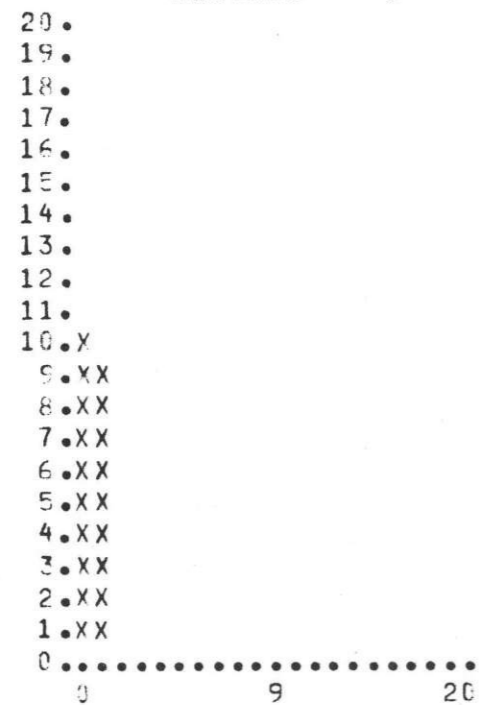 20.
19.
18.
17.
16.
15.
14.
13.
12.
11.
10.X
9.XX
8.XX
7.XX
6.XX
5.XX
4.XX
3.XX
2.XX
1.XX
0.......................
0 9 20